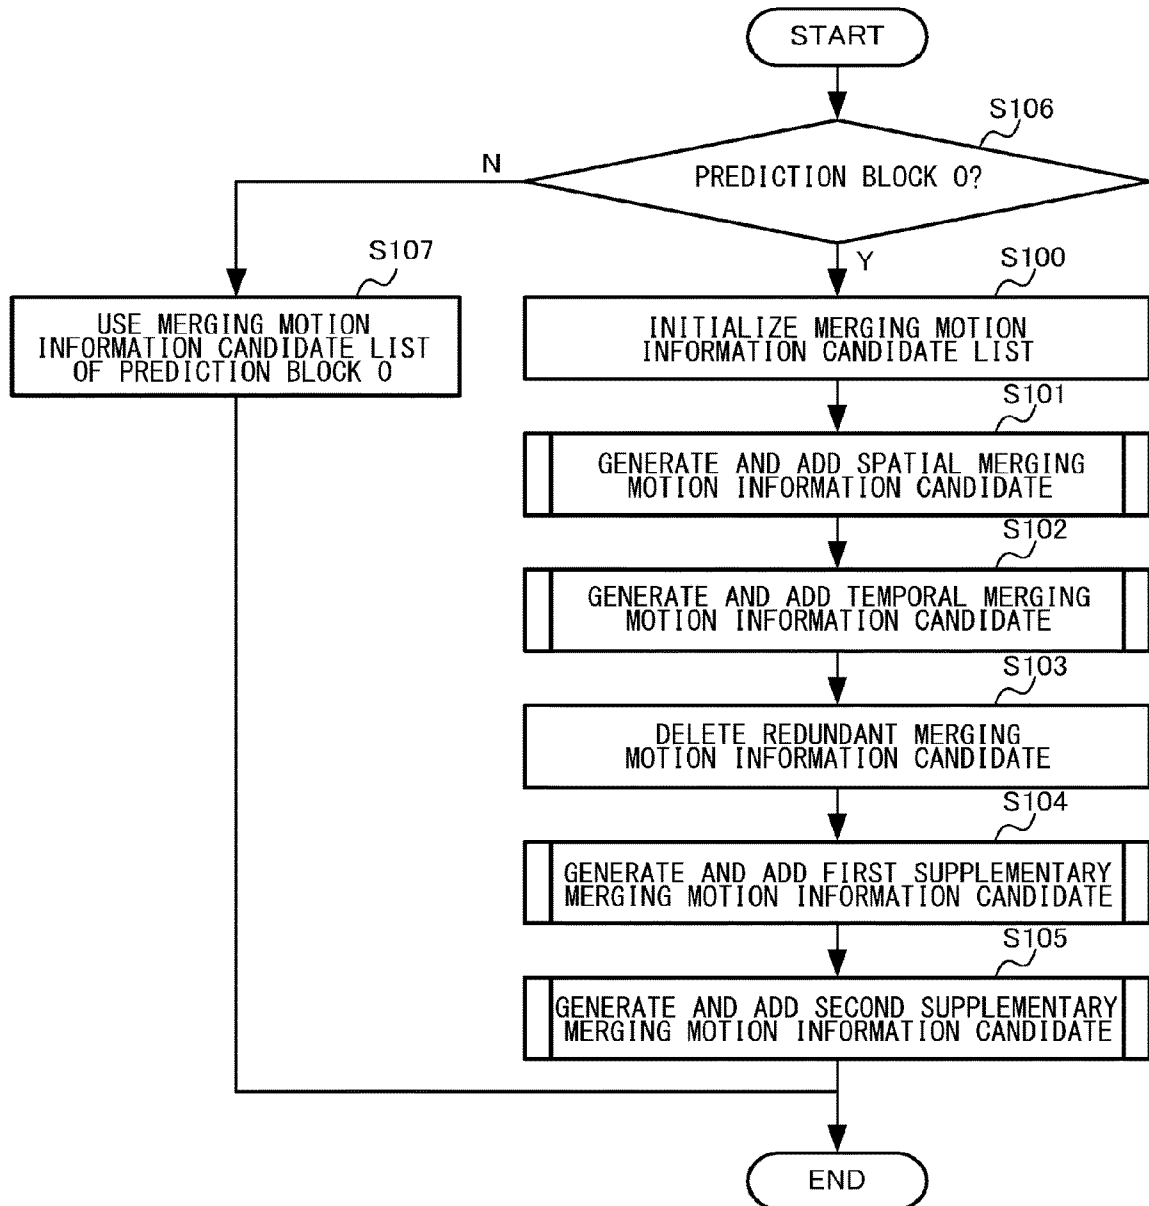 START
S106
N
PREDICTION BLOCK 0?
S107
Y
S100
USE MERGING MOTION
INFORMATION CANDIDATE LIST
OF PREDICTION BLOCK 0
INITIALIZE MERGING MOTION
INFORMATION CANDIDATE LIST
S101
GENERATE AND ADD SPATIAL MERGING
MOTION INFORMATION CANDIDATE
S102
GENERATE AND ADD TEMPORAL MERGING
MOTION INFORMATION CANDIDATE
S103
DELETE REDUNDANT MERGING
MOTION INFORMATION CANDIDATE
S104
GENERATE AND ADD FIRST SUPPLEMENTARY
MERGING MOTION INFORMATION CANDIDATE
S105
GENERATE AND ADD SECOND SUPPLEMENTARY
MERGING MOTION INFORMATION CANDIDATE
END